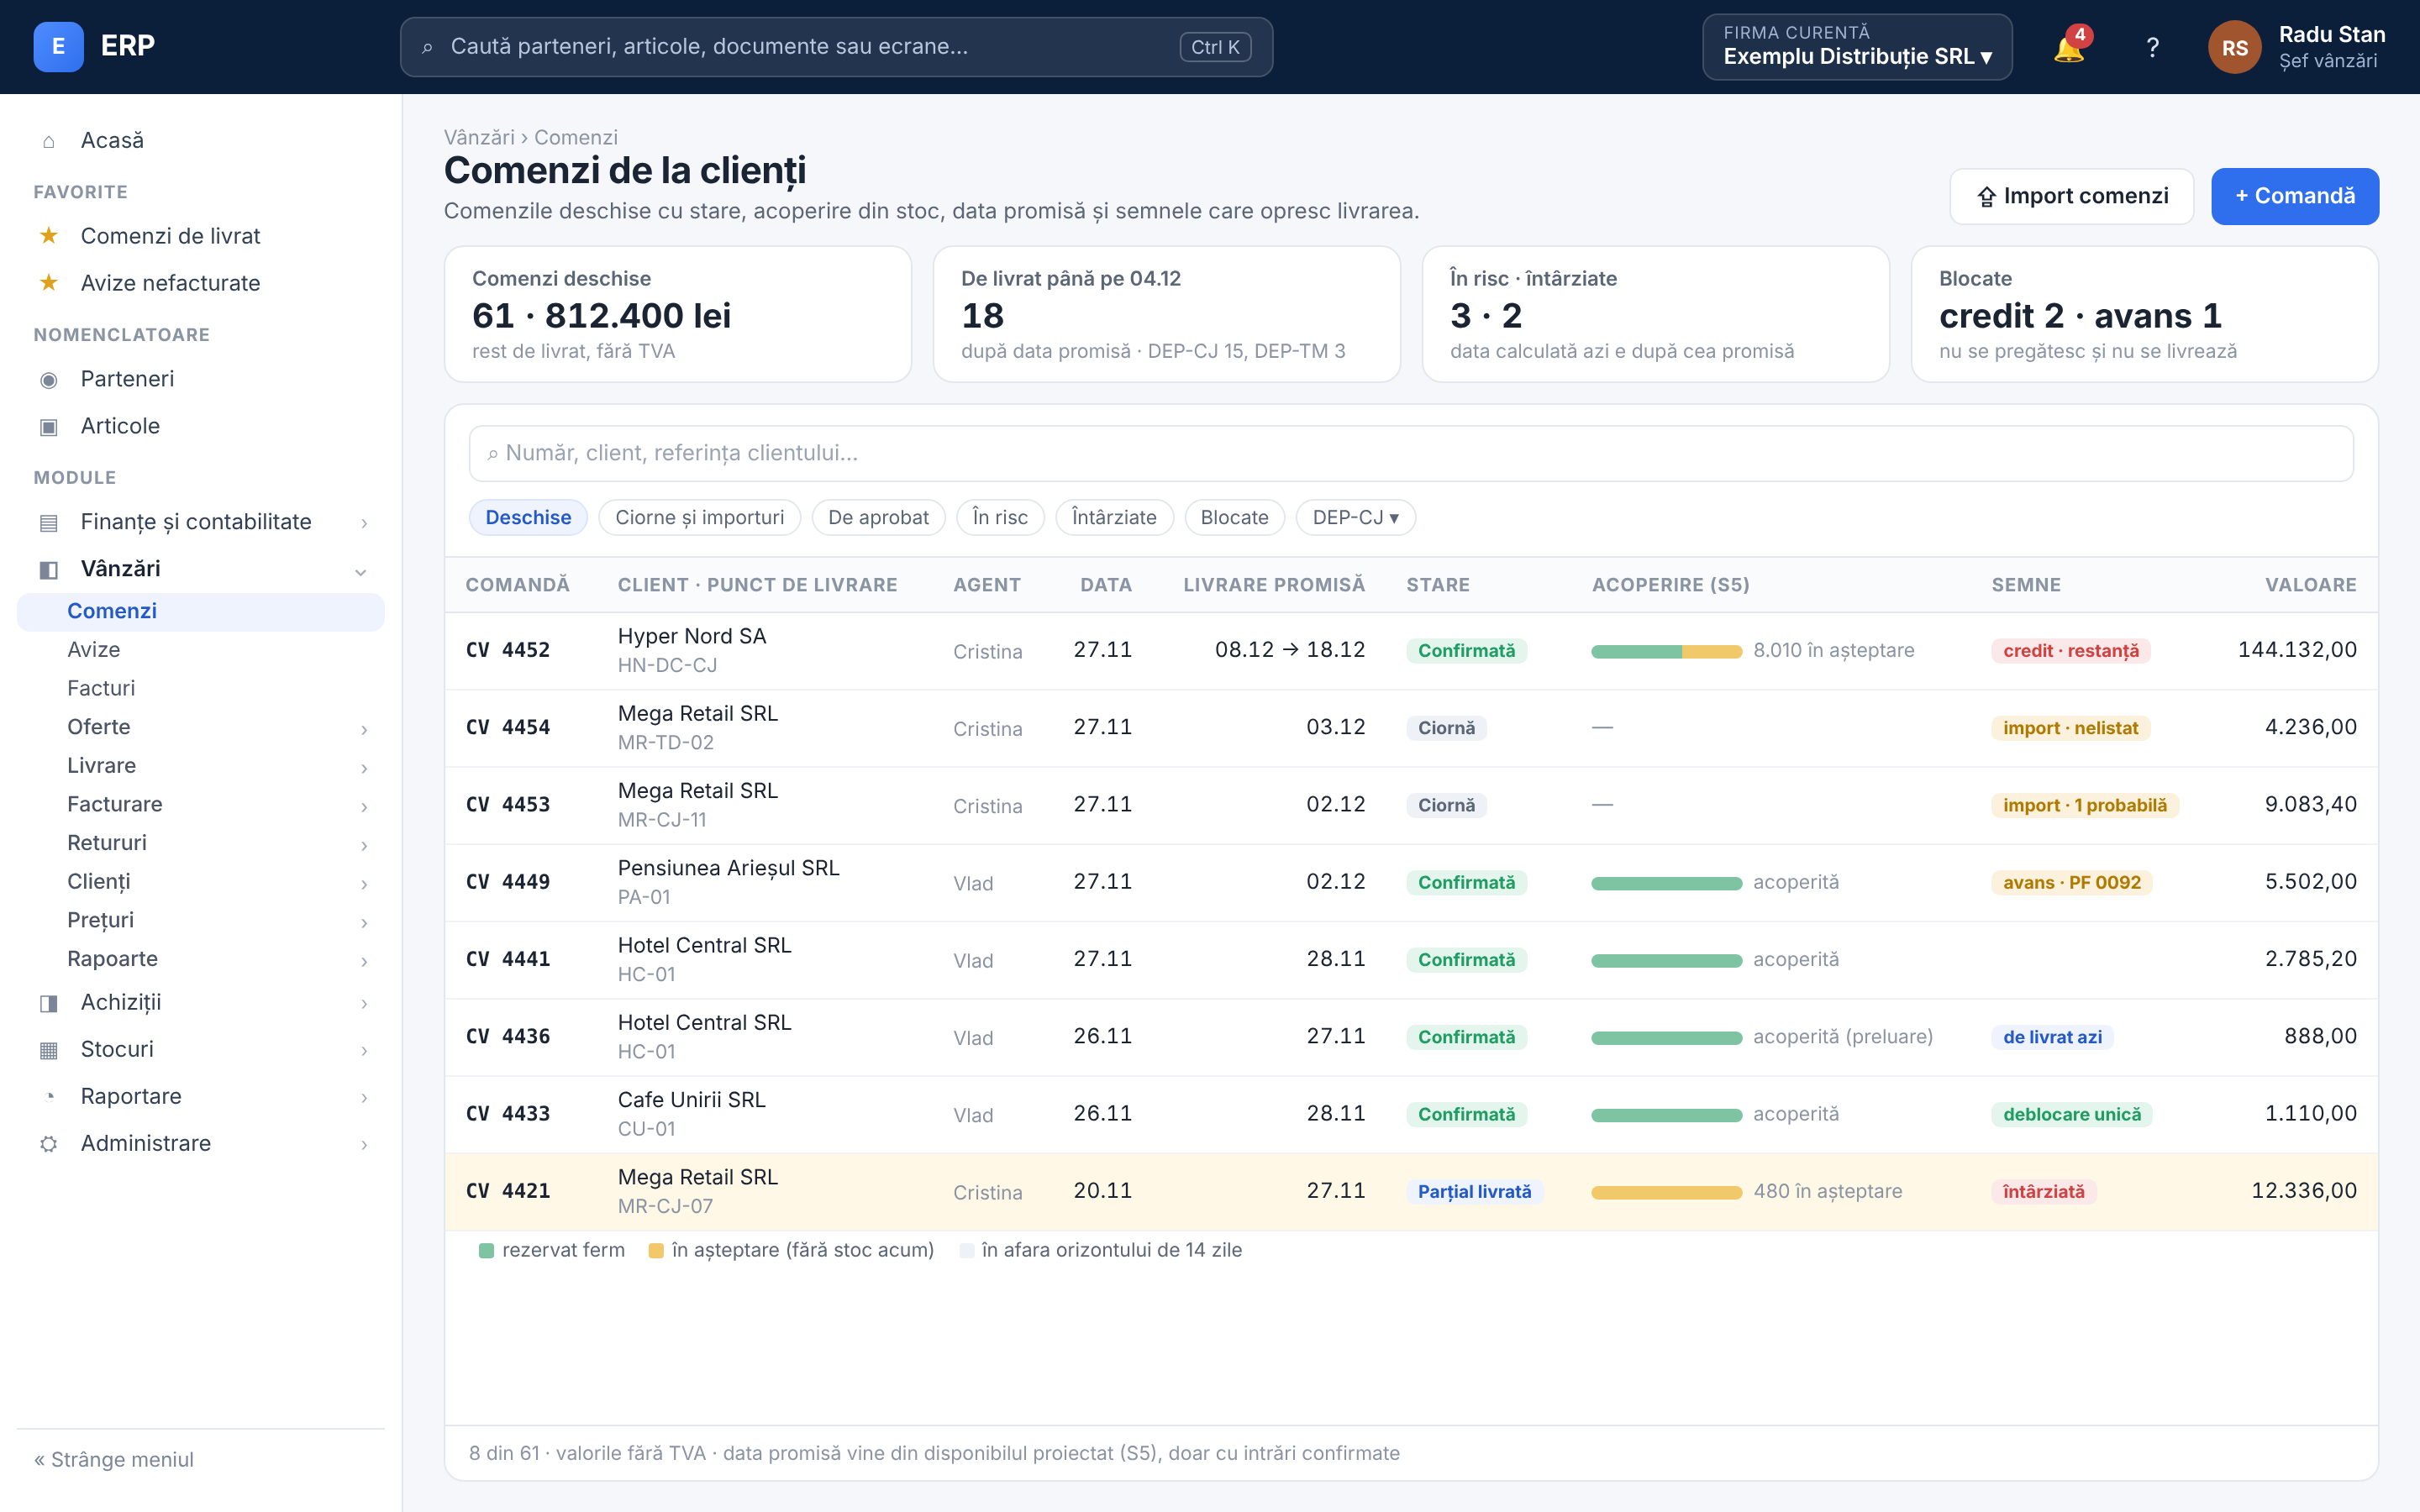 E ERP
Caută parteneri, articole, documente sau ecrane... Ctrl K
FIRMA CURENTĂ
Exemplu Distribuție SRL ▾
4
?
RS
Radu Stan
Șef vânzări
Acasă
FAVORITE
★ Comenzi de livrat
★ Avize nefacturate
NOMENCLATOARE
Parteneri
Articole
MODULE
Finanțe și contabilitate ›
Vânzări
Comenzi
Avize
Facturi
Oferte ›
Livrare ›
Facturare ›
Retururi ›
Clienți ›
Prețuri ›
Rapoarte ›
Achiziții ›
Stocuri ›
Raportare ›
Administrare ›
« Strânge meniul
Vânzări › Comenzi
Comenzi de la clienți
Comenzile deschise cu stare, acoperire din stoc, data promisă și semnele care opresc livrarea.
⇪ Import comenzi
+ Comandă
Comenzi deschise
61 · 812.400 lei
rest de livrat, fără TVA
De livrat până pe 04.12
18
după data promisă · DEP-CJ 15, DEP-TM 3
În risc · întârziate
3 · 2
data calculată azi e după cea promisă
Blocate
credit 2 · avans 1
nu se pregătesc și nu se livrează
Număr, client, referința clientului...
Deschise Ciorne și importuri De aprobat În risc Întârziate Blocate DEP-CJ ▾
COMANDĂ CLIENT · PUNCT DE LIVRARE AGENT DATA LIVRARE PROMISĂ STARE ACOPERIRE (S5) SEMNE VALOARE
CV 4452 Hyper Nord SA Cristina 27.11 08.12 → 18.12 Confirmată 8.010 în așteptare credit · restanță 144.132,00
HN-DC-CJ
CV 4454 Mega Retail SRL Cristina 27.11 03.12 Ciornă — import · nelistat 4.236,00
MR-TD-02
CV 4453 Mega Retail SRL Cristina 27.11 02.12 Ciornă — import · 1 probabilă 9.083,40
MR-CJ-11
CV 4449 Pensiunea Arieșul SRL Vlad 27.11 02.12 Confirmată acoperită avans · PF 0092 5.502,00
PA-01
CV 4441 Hotel Central SRL Vlad 27.11 28.11 Confirmată acoperită 2.785,20
HC-01
CV 4436 Hotel Central SRL Vlad 26.11 27.11 Confirmată acoperită (preluare) de livrat azi 888,00
HC-01
CV 4433 Cafe Unirii SRL Vlad 26.11 28.11 Confirmată acoperită deblocare unică 1.110,00
CU-01
CV 4421 Mega Retail SRL Cristina 20.11 27.11 Parțial livrată 480 în așteptare întârziată 12.336,00
MR-CJ-07
rezervat ferm în așteptare (fără stoc acum) în afara orizontului de 14 zile
8 din 61 · valorile fără TVA · data promisă vine din disponibilul proiectat (S5), doar cu intrări confirmate